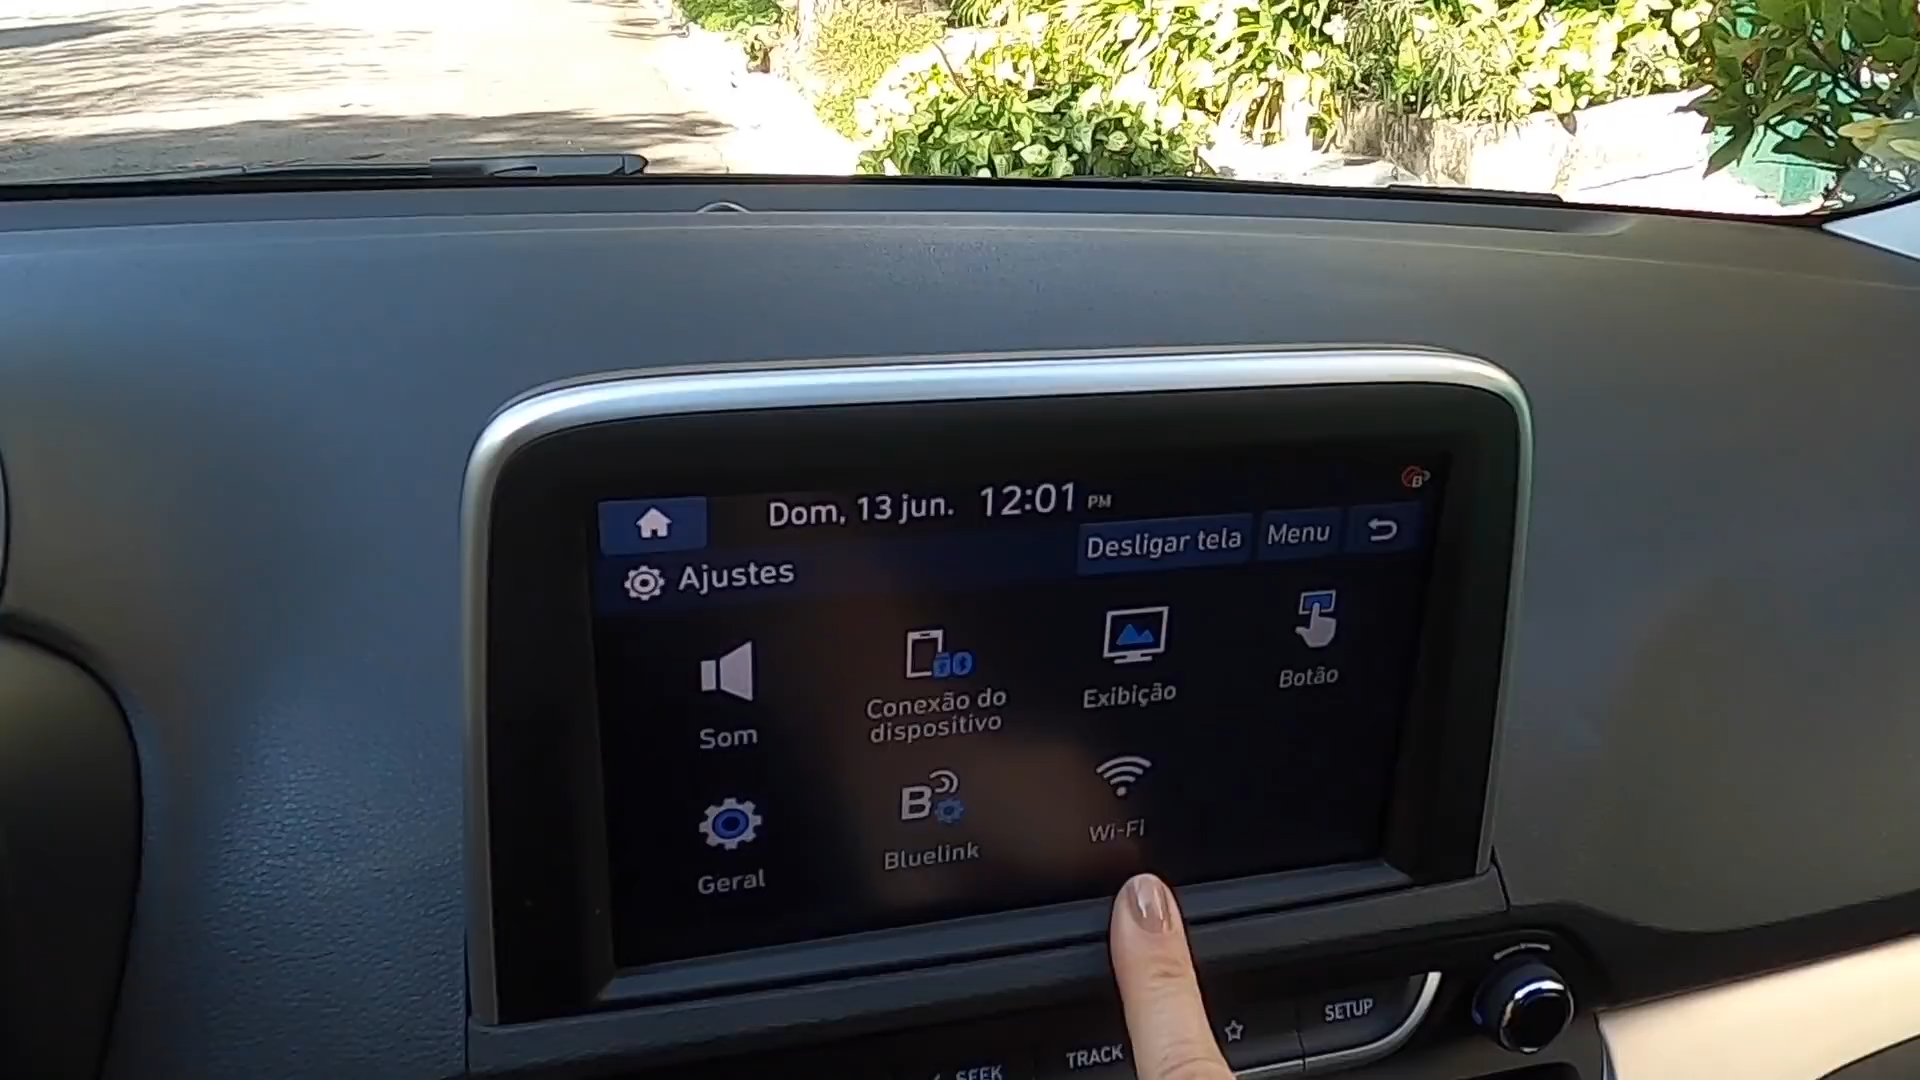 Dom, 13 jun. 12:01 PM
Desligar tela
Menu
Ajustes
Som
Conexão do
dispositivo
Exibição
Botão
Geral
B
Bluelink
Wi-Fi
SEEK
TRACK
SETUP